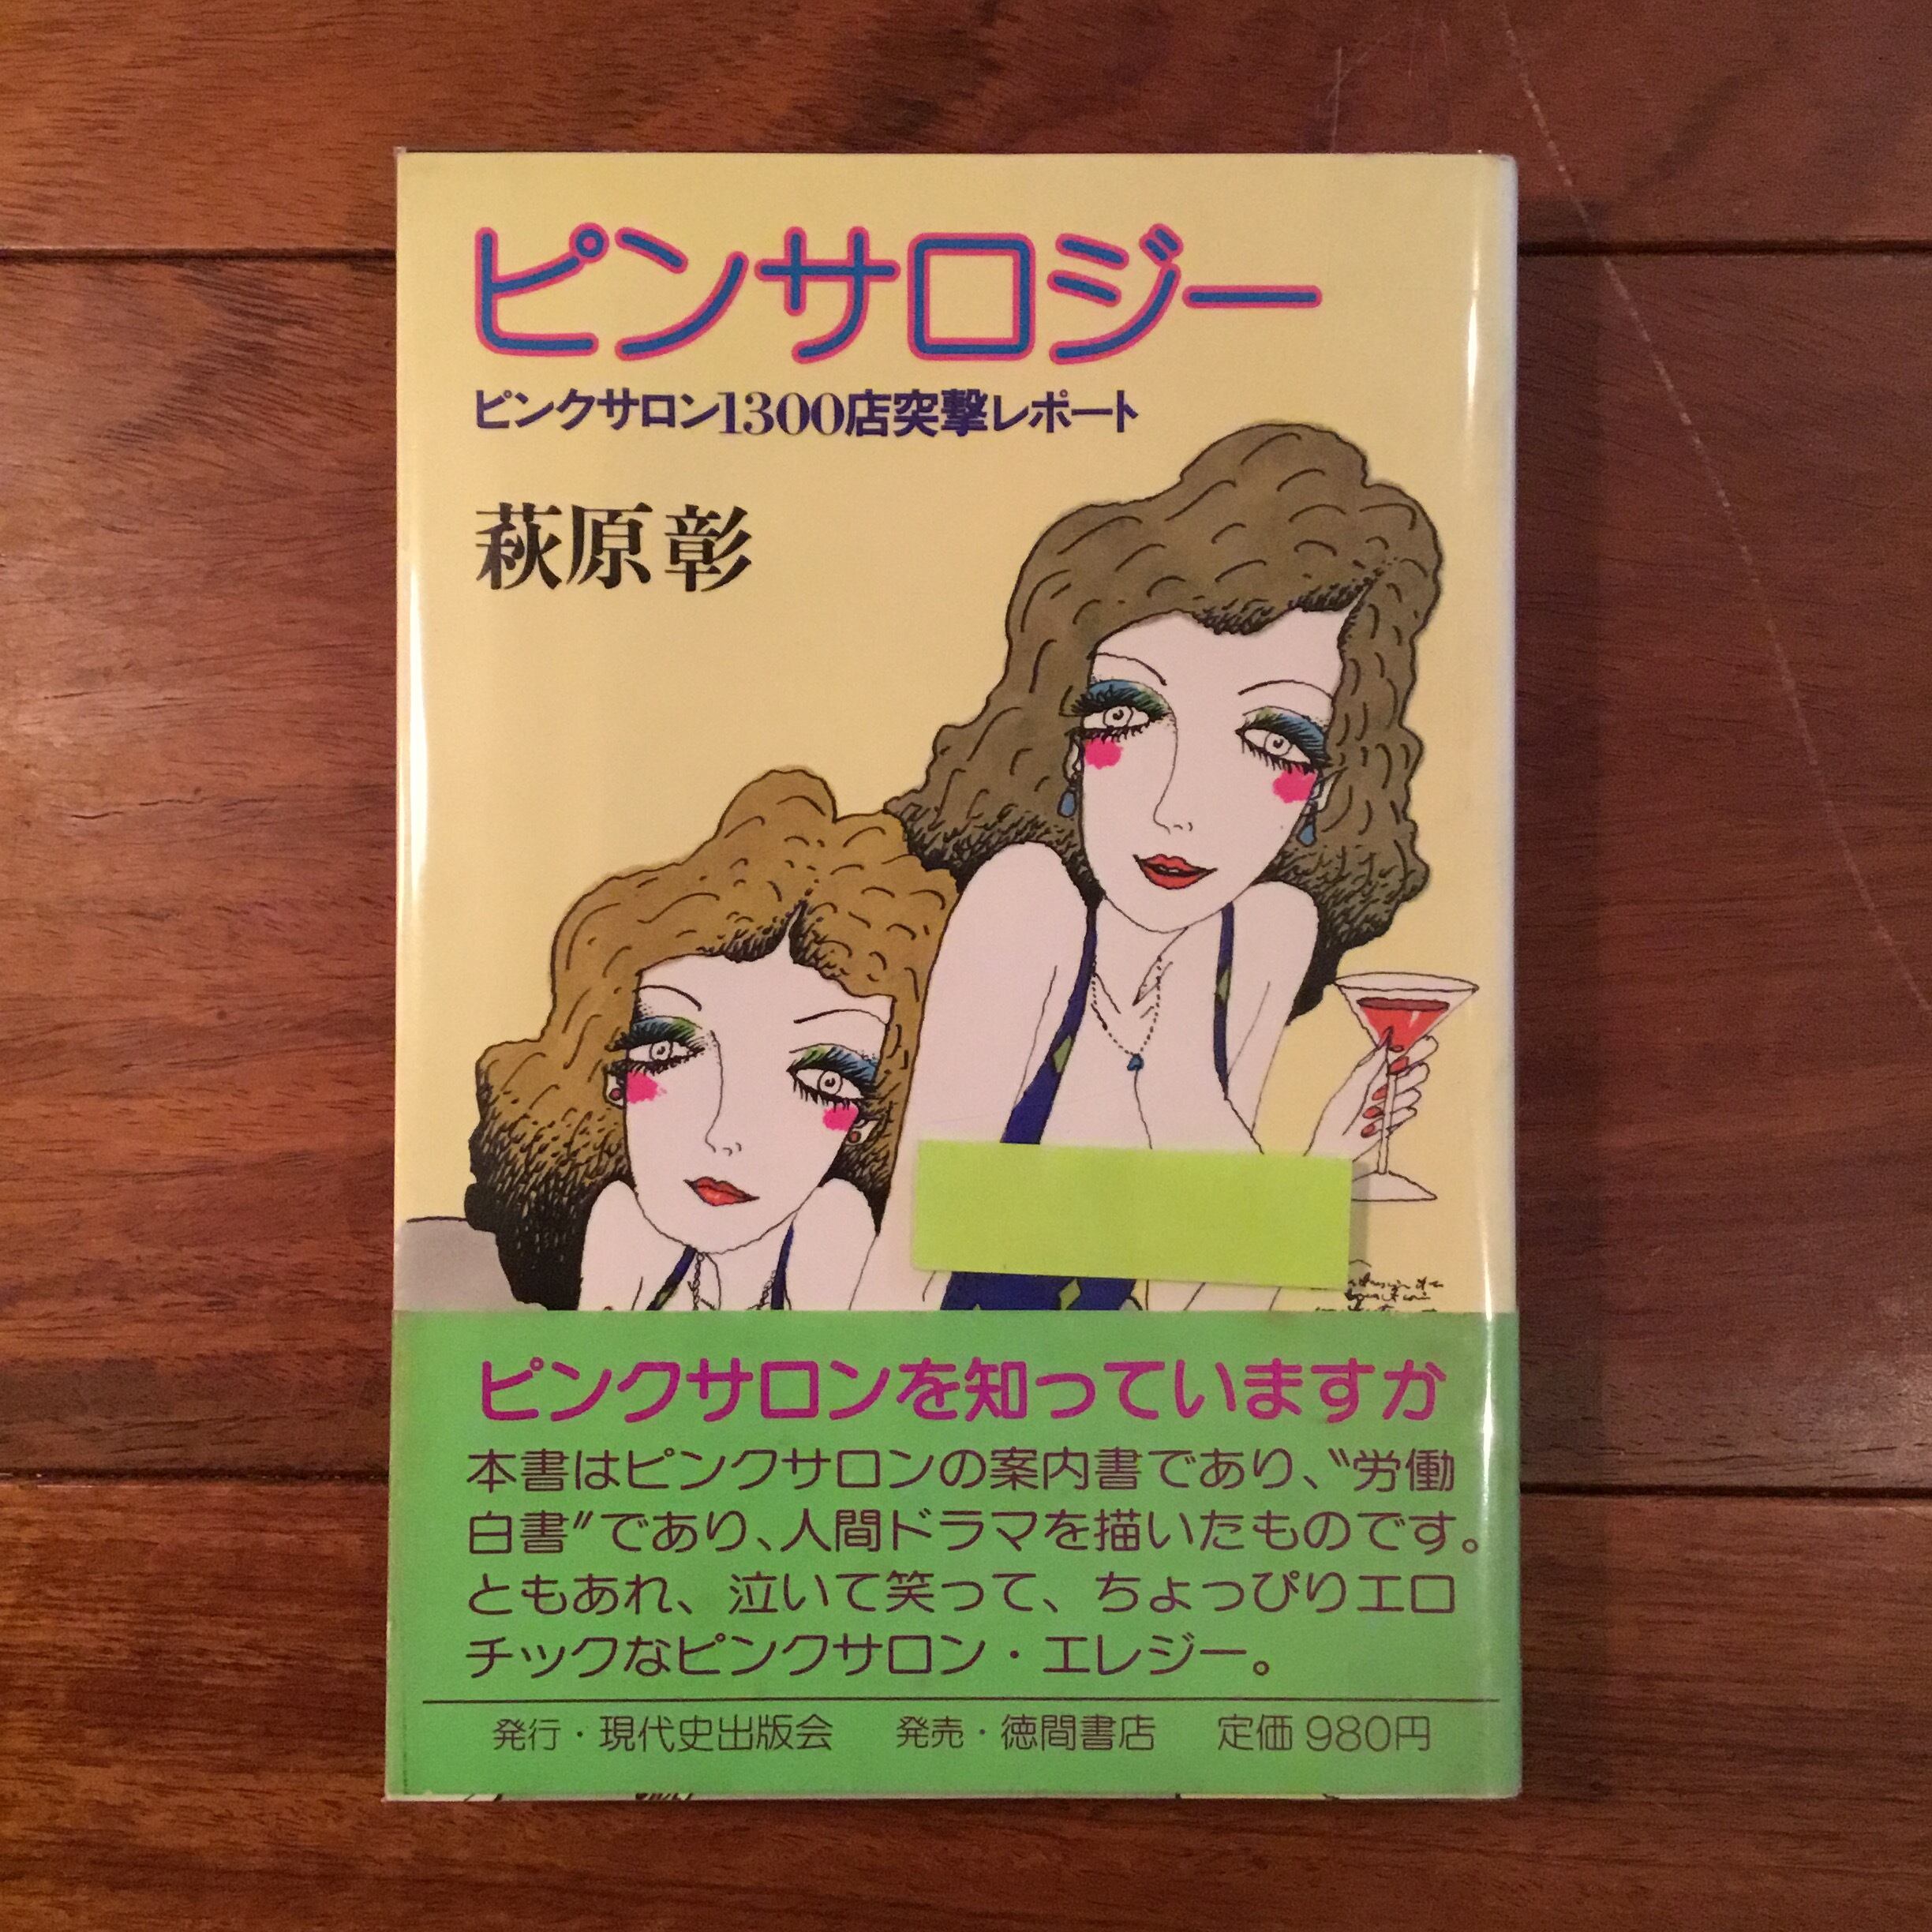 ピンサロジー
ピンクサロン1300店突撃レポート
萩原彰
ピンクサロンを知っていますか
本書はピンクサロンの案内書であり、〝労働
白書〟であり、人間ドラマを描いたものです。
ともあれ、泣いて笑って、ちょっぴりエロ
チックなピンクサロン・エレジー。
発行・現代史出版会　発売・徳間書店　定価980円